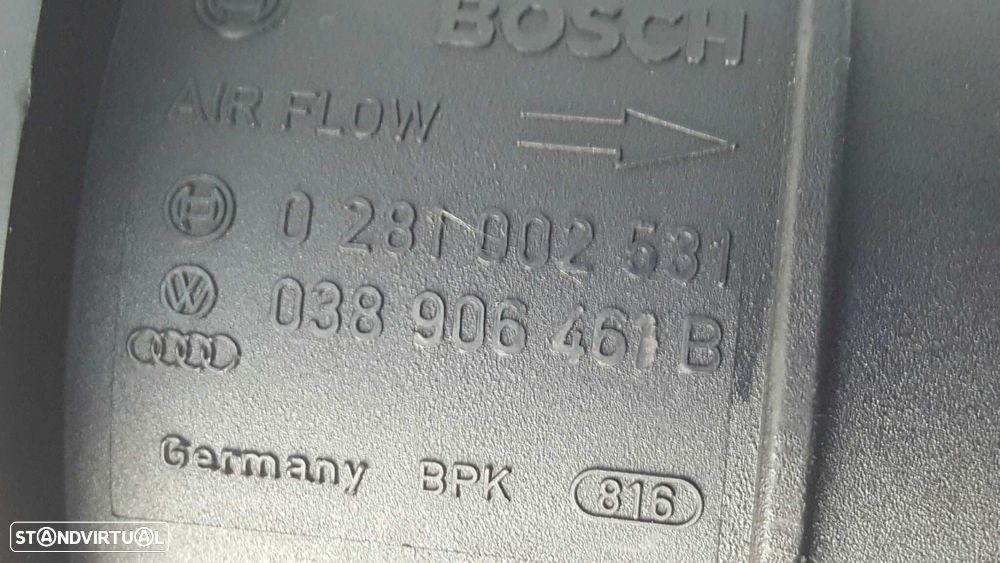 BOSCH
AIR FLOW
0 281 002 531
038 906 461 B
Germany BPK 816
STANDVIRTUAL